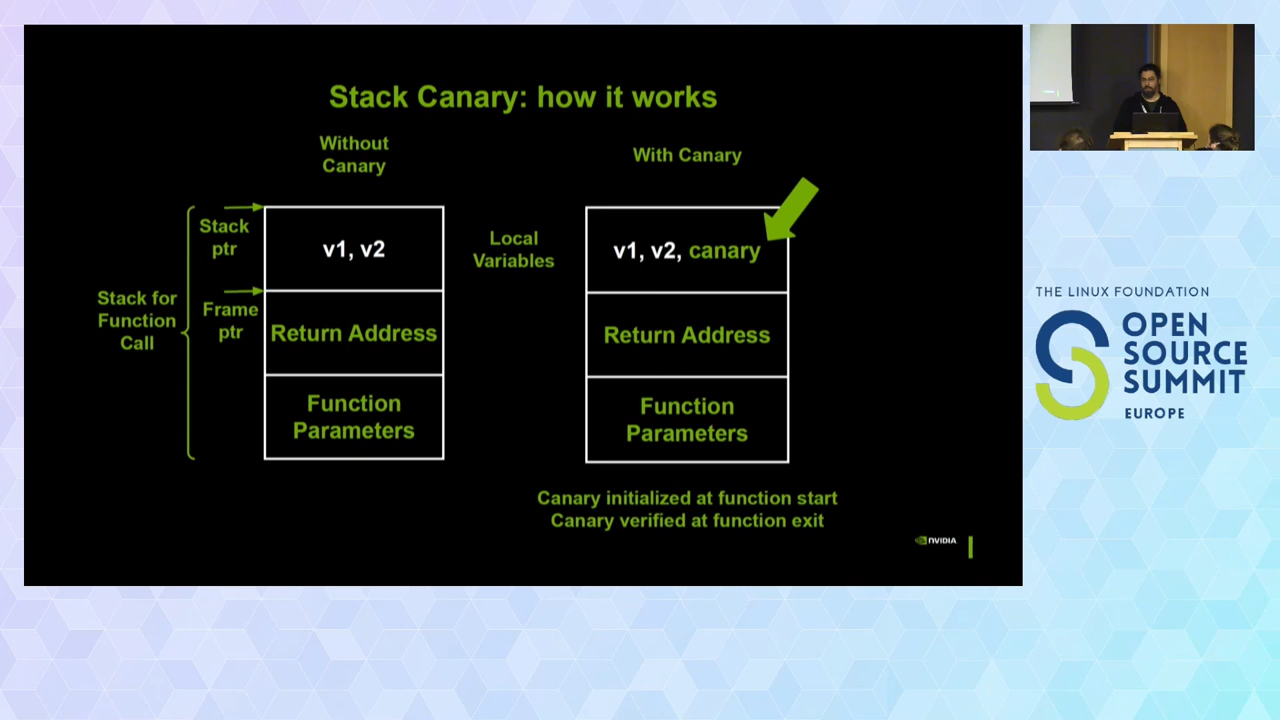 Stack Canary: how it works
Without
Canary
With Canary
Stack for
Function
Call
Stack
ptr
Frame
ptr
v1, v2
Return Address
Function
Parameters
Local
Variables
v1, v2, canary
Return Address
Function
Parameters
Canary initialized at function start
Canary verified at function exit
NVIDIA
THE LINUX FOUNDATION
OPEN
SOURCE
SUMMIT
EUROPE